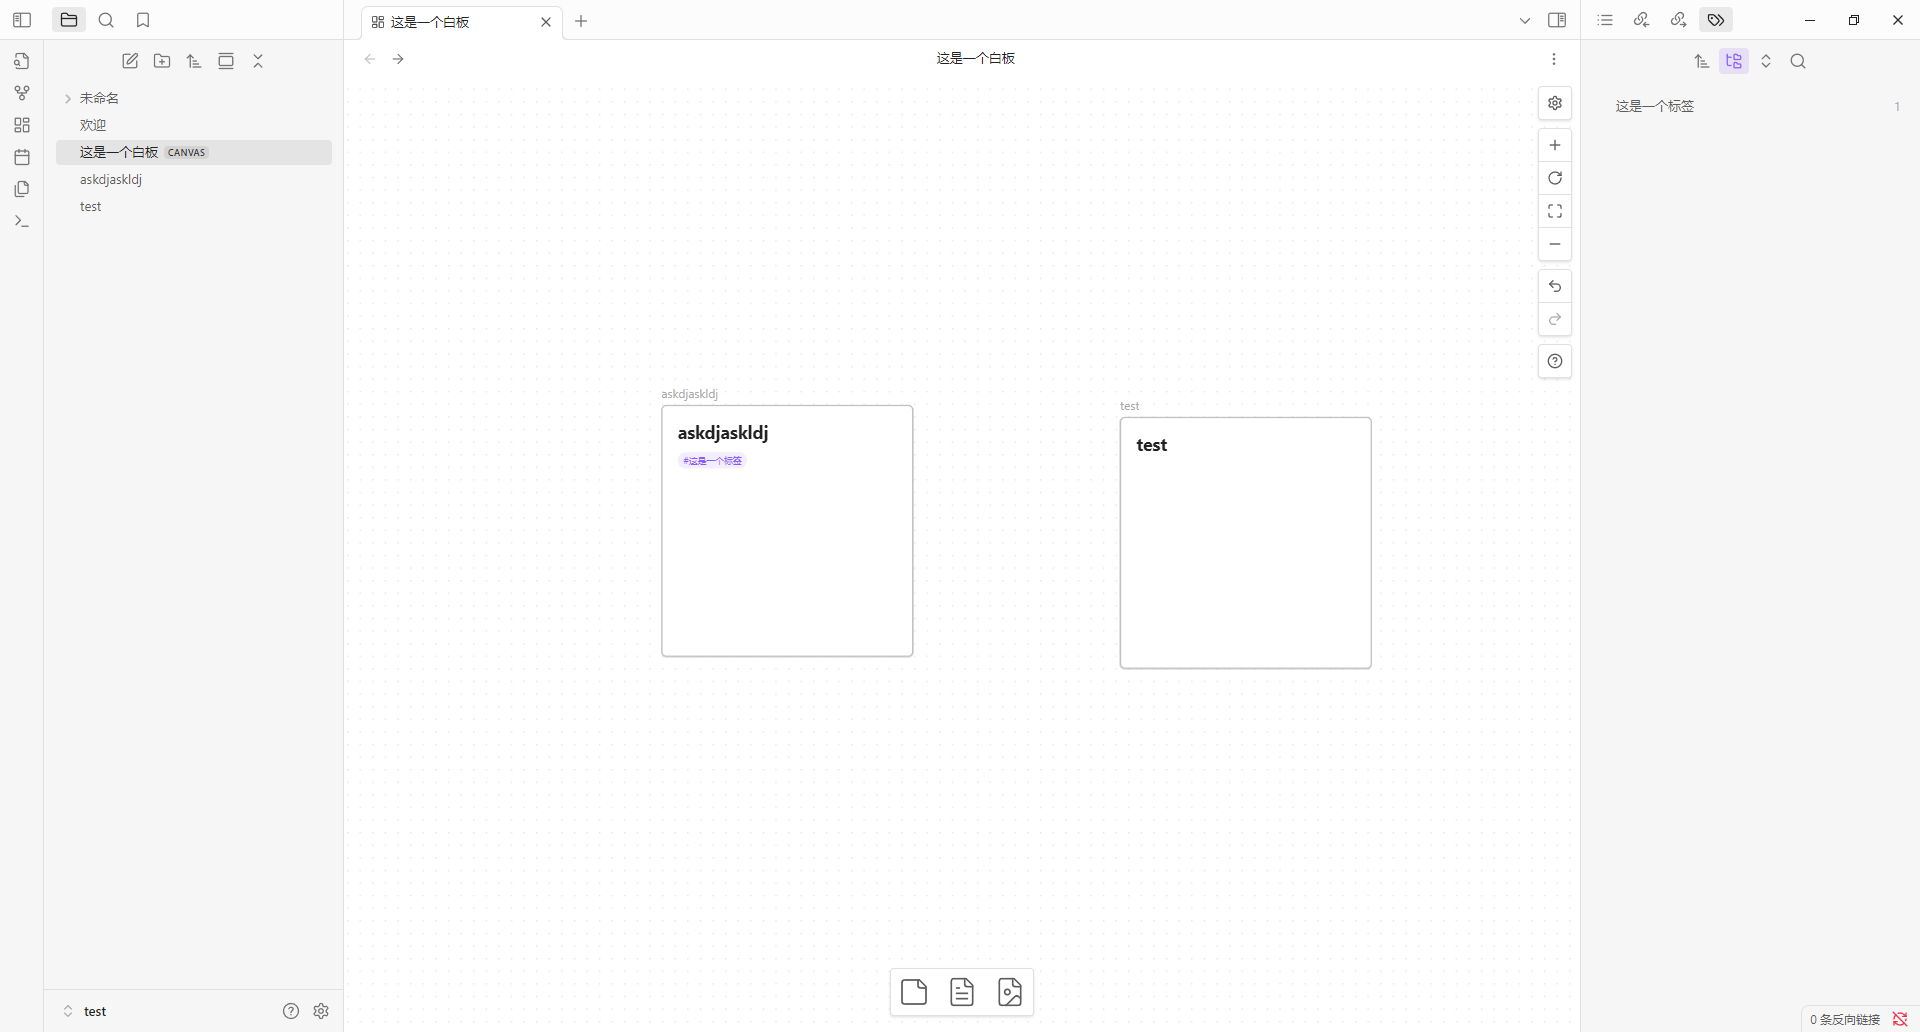 这是一个白板
未命名
欢迎
这是一个白板 CANVAS
askdjaskldj
test
test
这是一个白板
askdjaskldj
askdjaskldj
#这是一个标签
test
test
这是一个标签 1
0 条反向链接